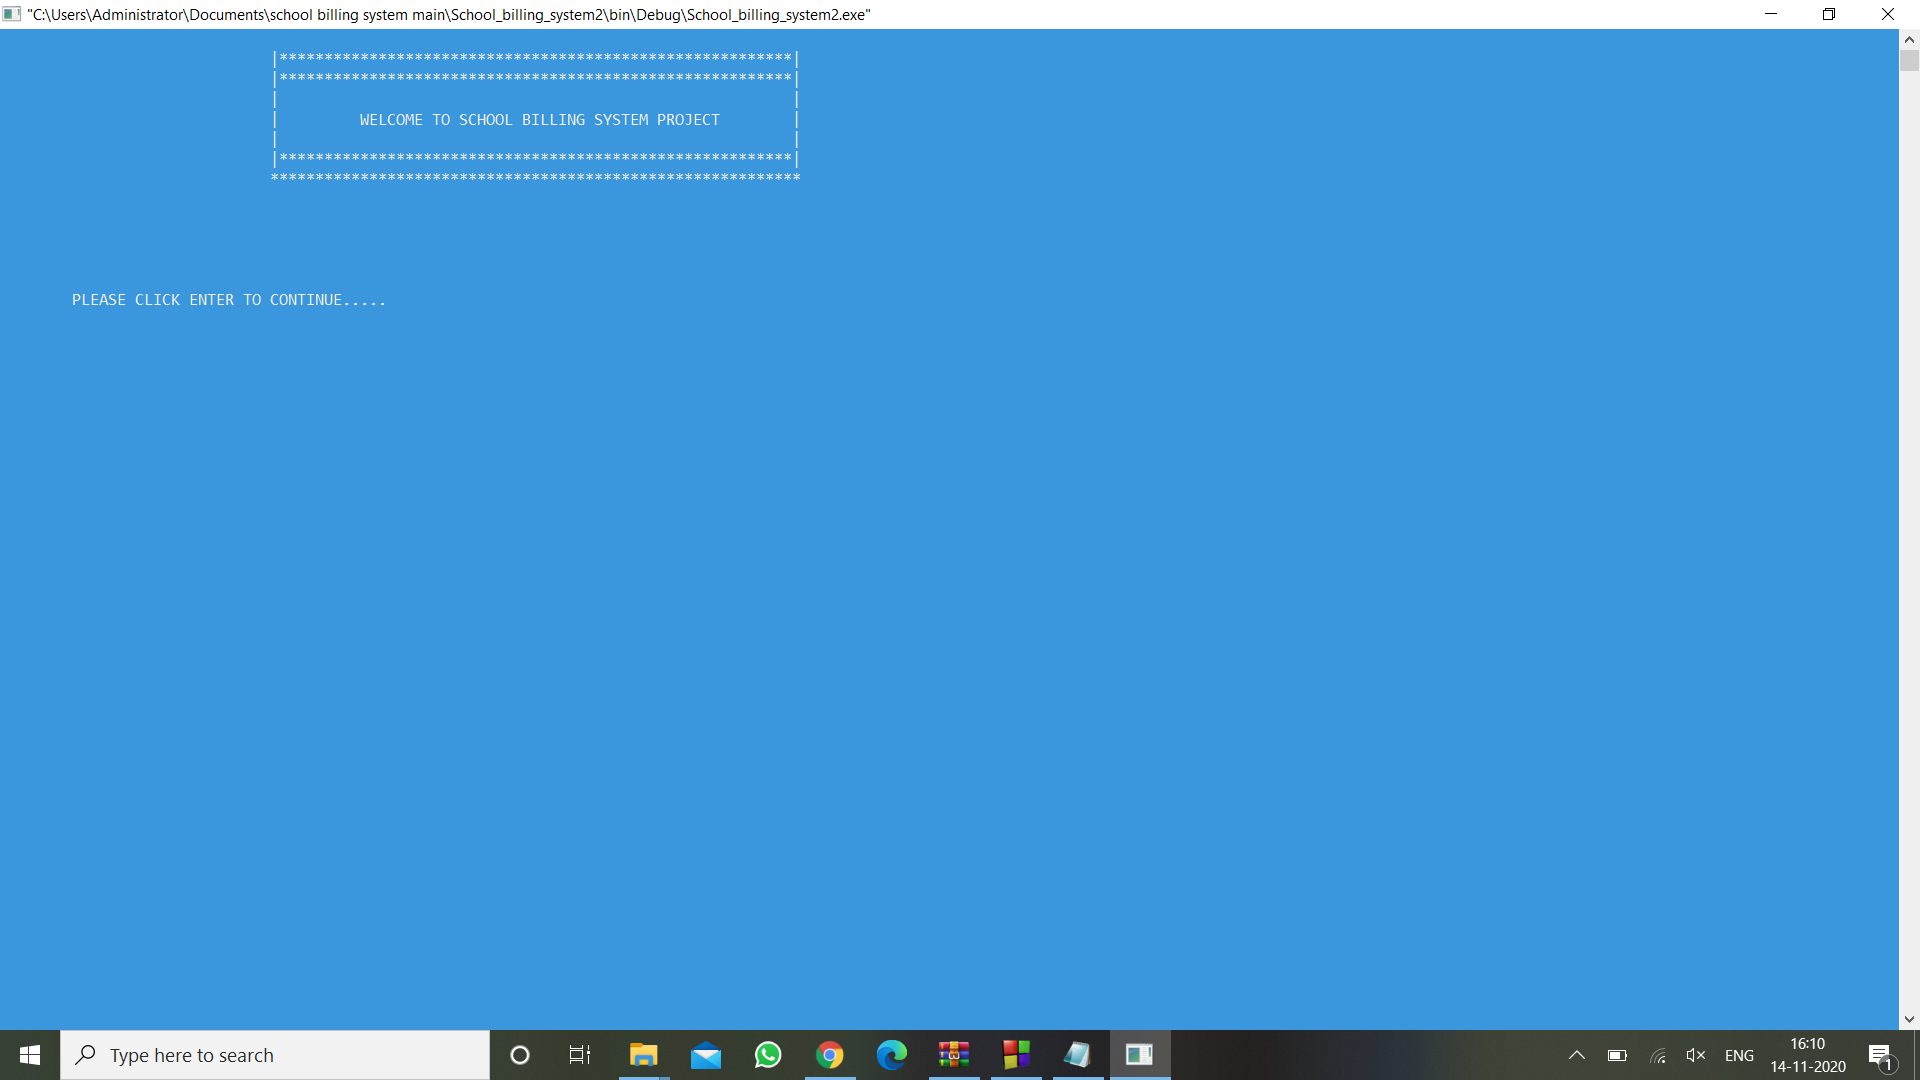 "C:\Users\Administrator\Documents\school billing system main\School_billing_system2\bin\Debug\School_billing_system2.exe"
|*********************************************************|
|*********************************************************|
| |
| WELCOME TO SCHOOL BILLING SYSTEM PROJECT |
| |
|*********************************************************|
***********************************************************
PLEASE CLICK ENTER TO CONTINUE.....
Type here to search
ENG
16:10
14-11-2020
1